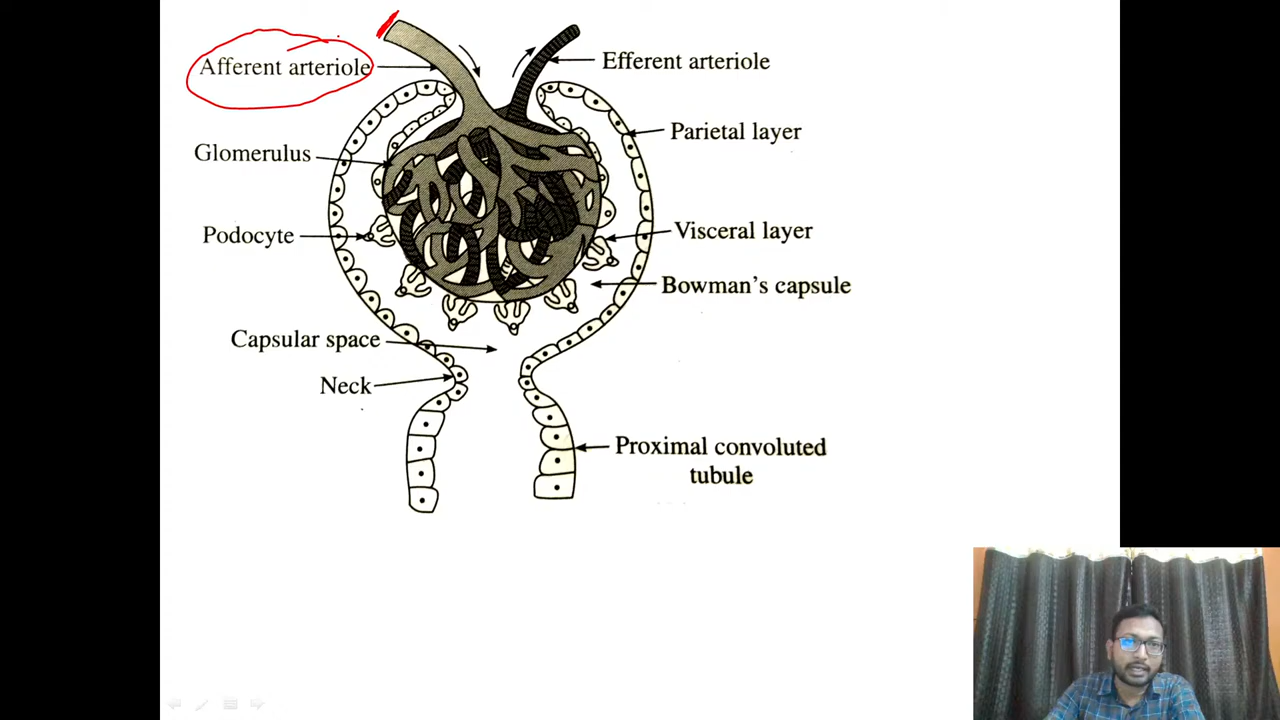 Afferent arteriole
Efferent arteriole
Parietal layer
Glomerulus
Podocyte
Visceral layer
Bowman's capsule
Capsular space
Neck
Proximal convoluted
tubule